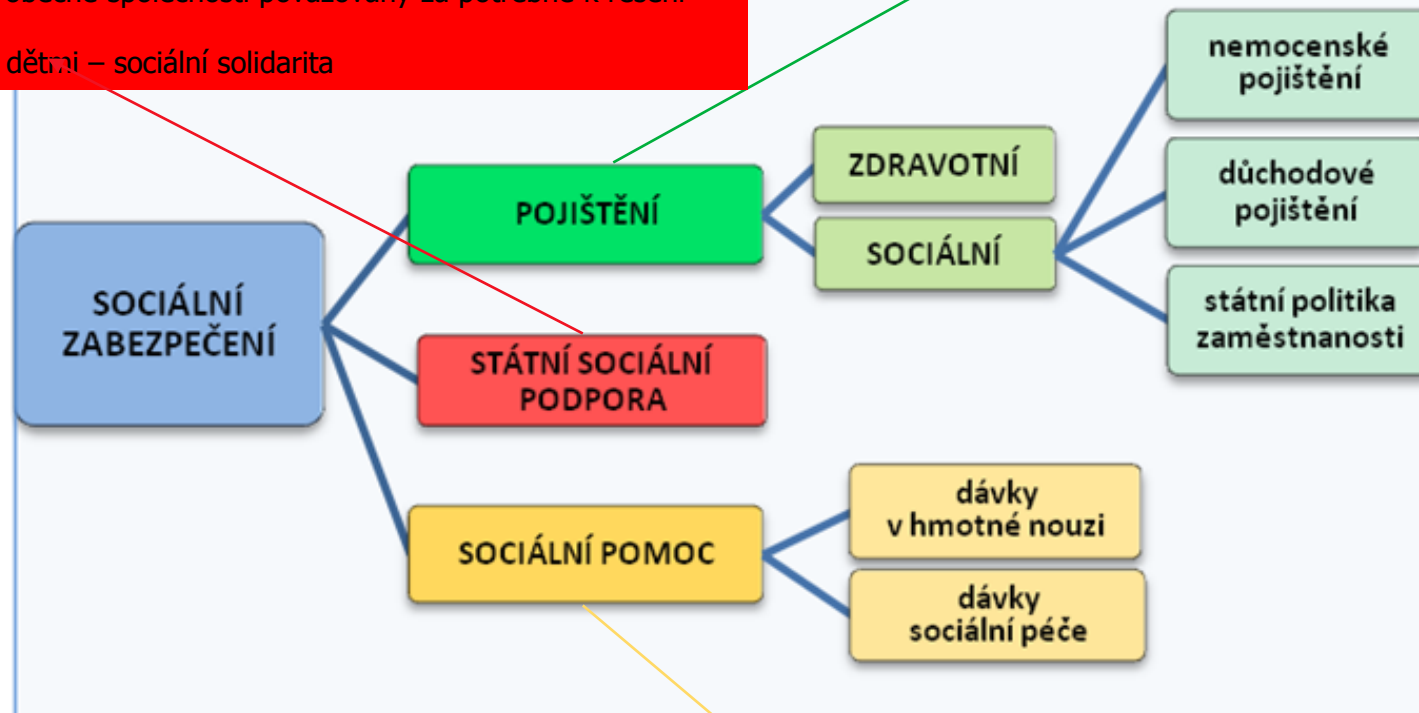 dětmi – sociální solidarita
nemocenské
pojištění
ZDRAVOTNÍ
POJIŠTĚNÍ
SOCIÁLNÍ
důchodové
pojištění
SOCIÁLNÍ
ZABEZPEČENÍ
státní politika
zaměstnanosti
STÁTNÍ SOCIÁLNÍ
PODPORA
SOCIÁLNÍ POMOC
dávky
v hmotné nouzi
dávky
sociální péče